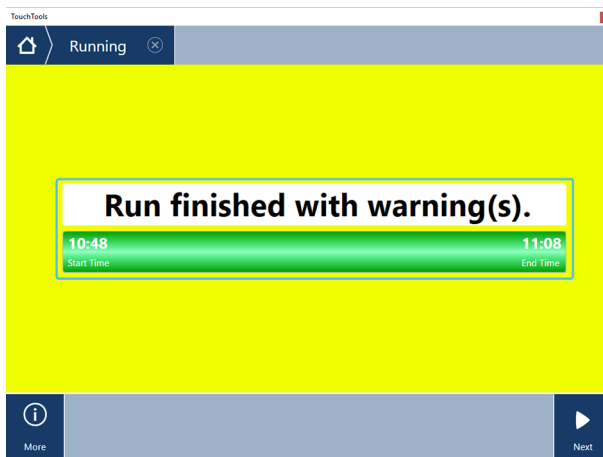 TouchTools
Running
Run finished with warning(s).
10:48 11:08
Start Time End Time
More Next